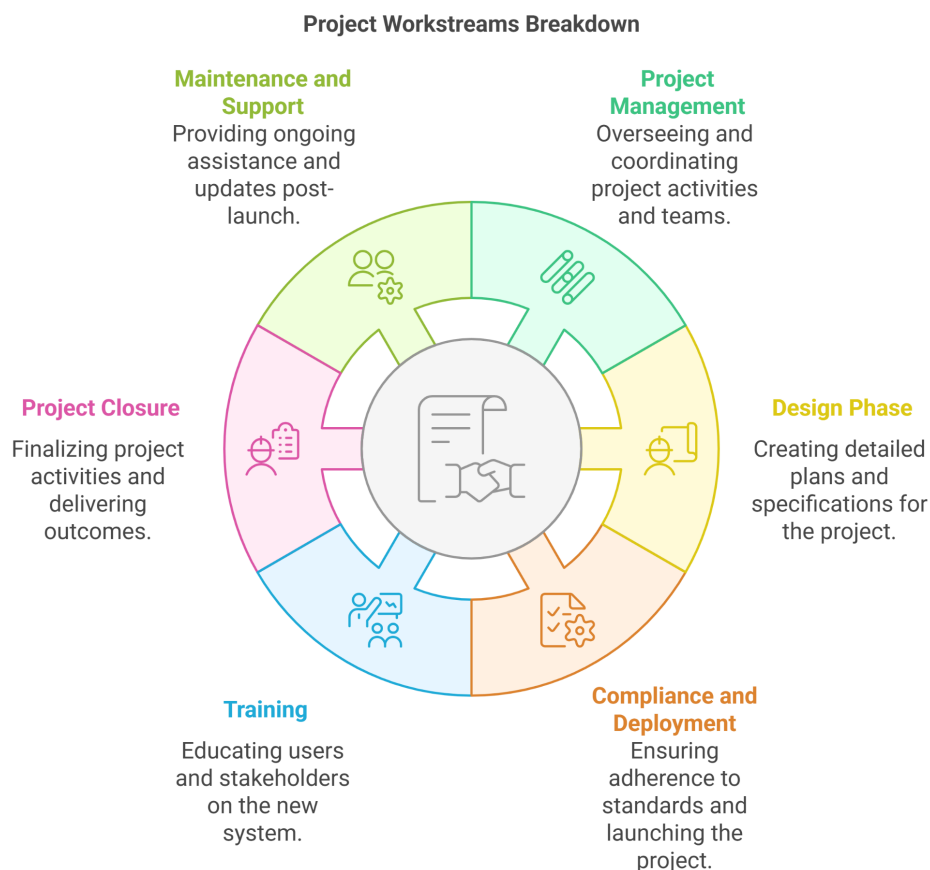 Project Workstreams Breakdown
Maintenance and
Support
Providing ongoing
assistance and
updates post-
launch.
Project
Management
Overseeing and
coordinating
project activities
and teams.
Project Closure
Finalizing project
activities and
delivering
outcomes.
Design Phase
Creating detailed
plans and
specifications for
the project.
Training
Educating users
and stakeholders
on the new
system.
Compliance and
Deployment
Ensuring
adherence to
standards and
launching the
project.